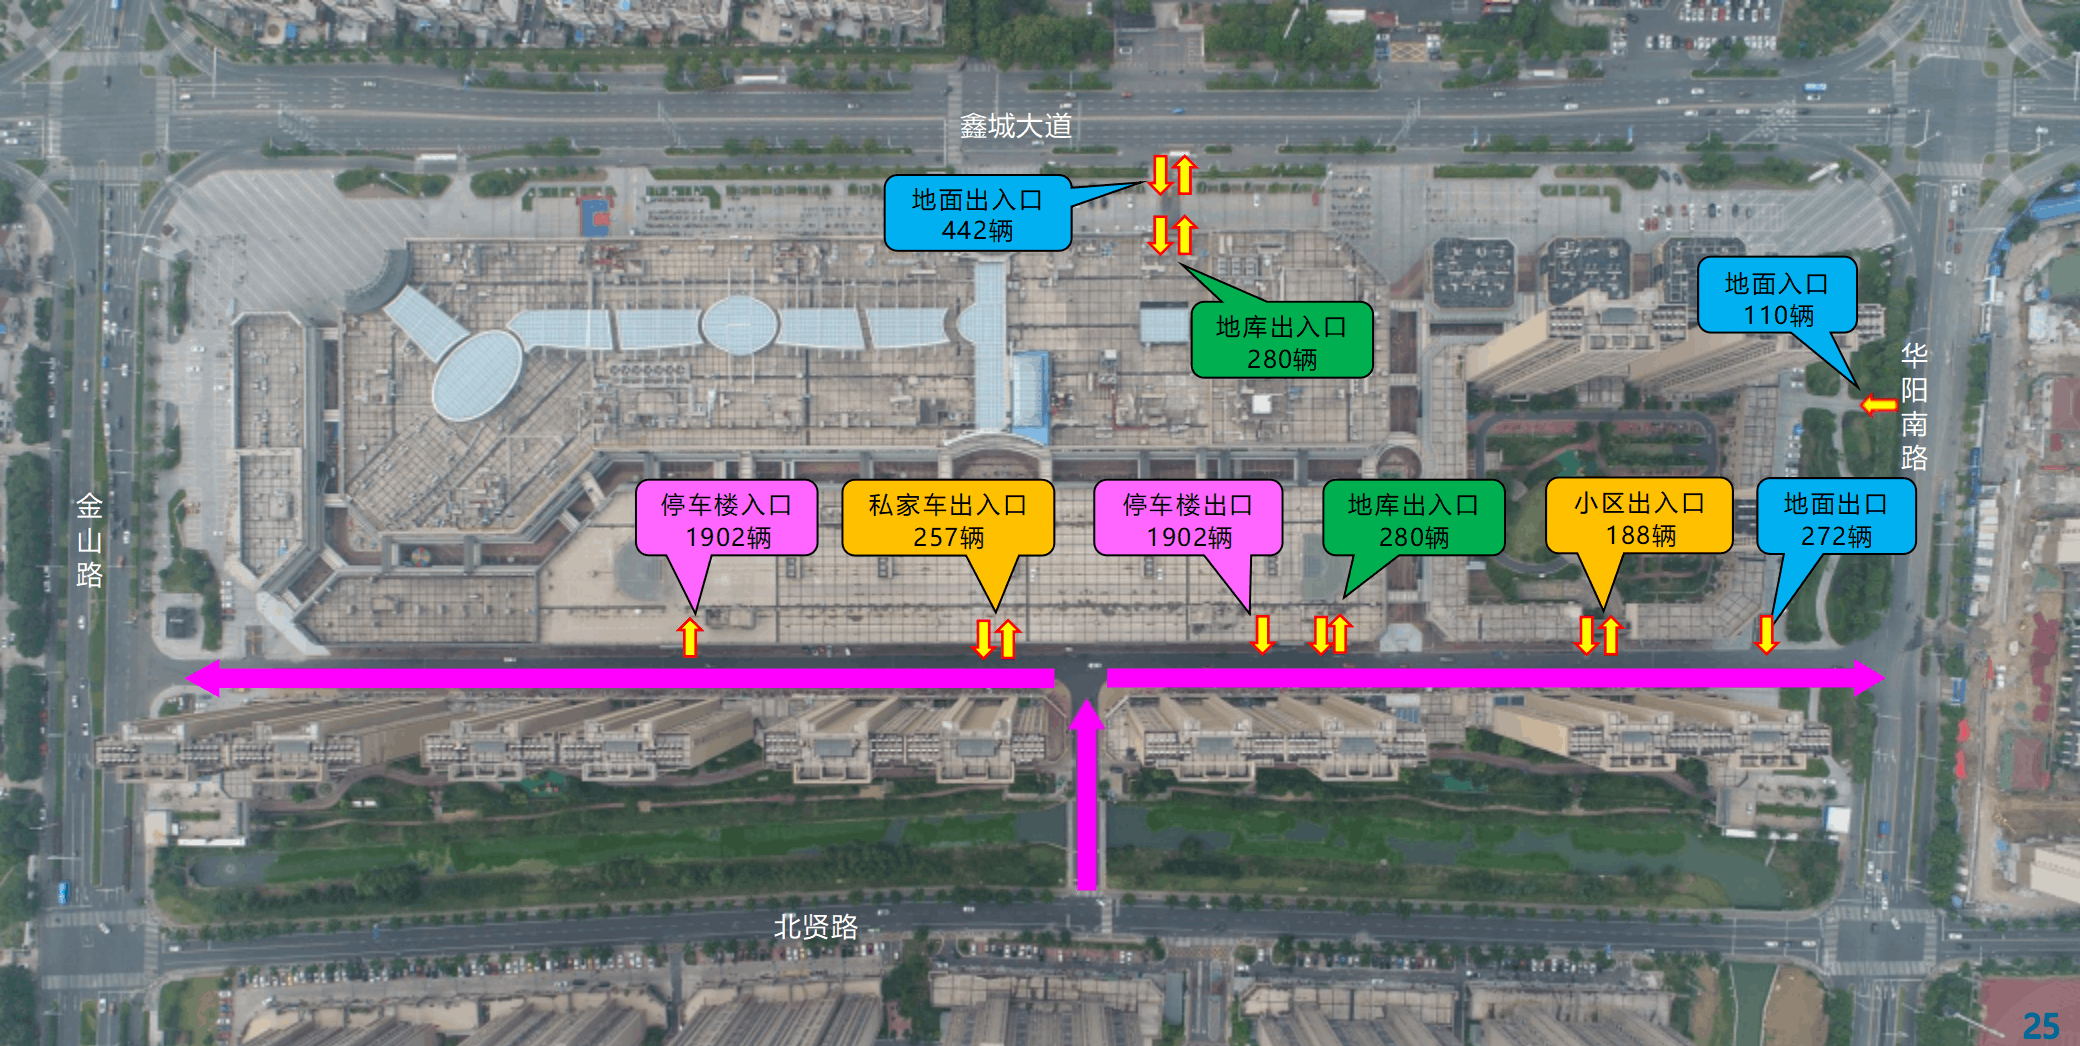 鑫城大道
地面出入口
442辆
地库出入口
280辆
地面入口
110辆
华阳南路
金山路
停车楼入口
1902辆
私家车出入口
257辆
停车楼出口
1902辆
地库出入口
280辆
小区出入口
188辆
地面出口
272辆
北贤路
25